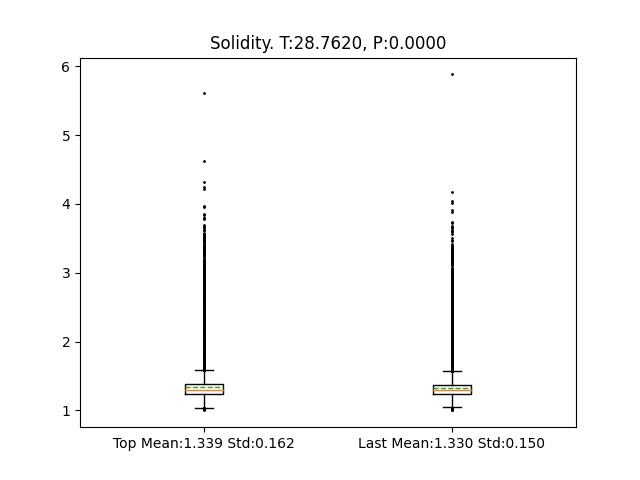 Solidity. T:28.7620, P:0.0000
6
5
4
3
2
1
Top Mean:1.339 Std:0.162
Last Mean:1.330 Std:0.150